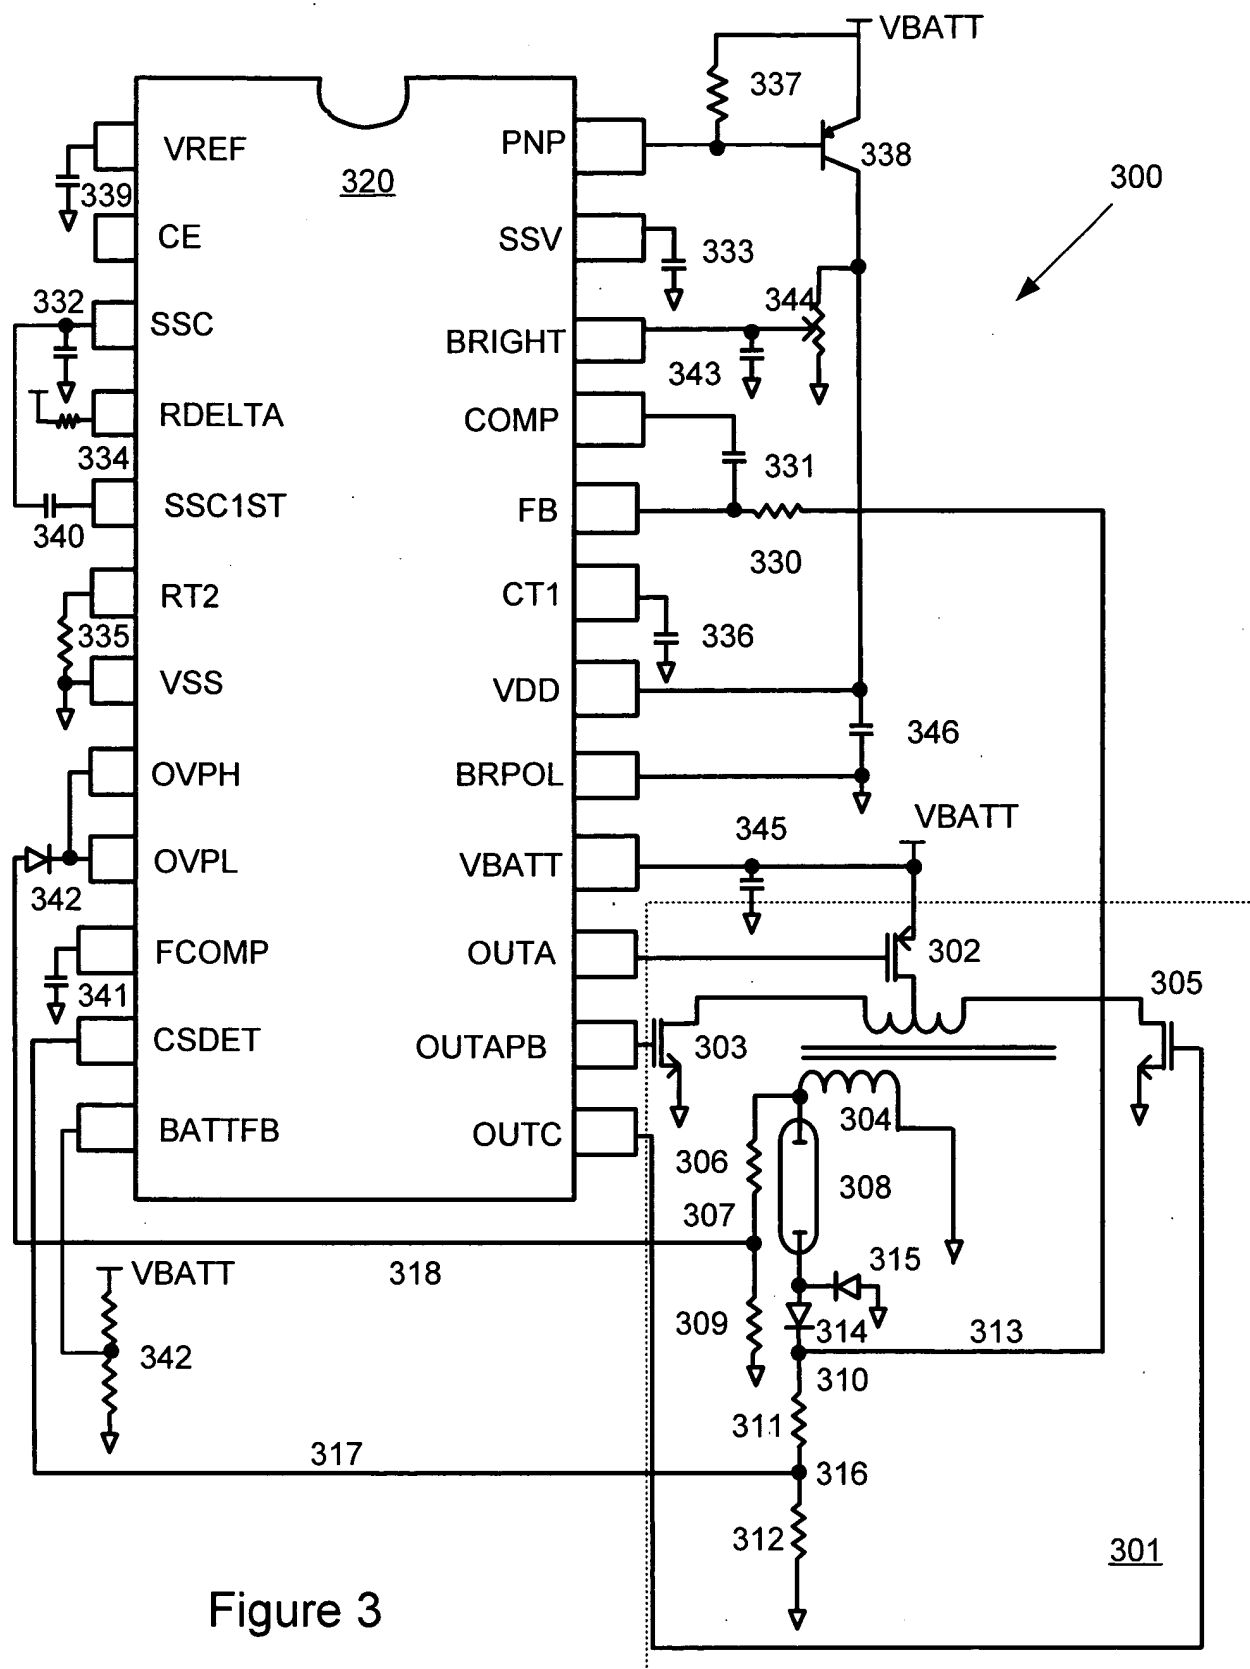 VBATT
337
PNP
338
VREF
320
339
300
CE
SSV
333
332
SSC
344
BRIGHT
343
RDELTA
COMP
334
331
SSC1ST
FB
340
330
RT2
CT1
335
336
VSS
VDD
346
OVPH
BRPOL
VBATT
345
OVPL
VBATT
342
FCOMP
OUTA
302
341
305
CSDET
OUTAPB
303
BATTFB
OUTC
304
306
308
307
318
315
VBATT
309
314
313
342
310
311
317
316
312
301
Figure 3